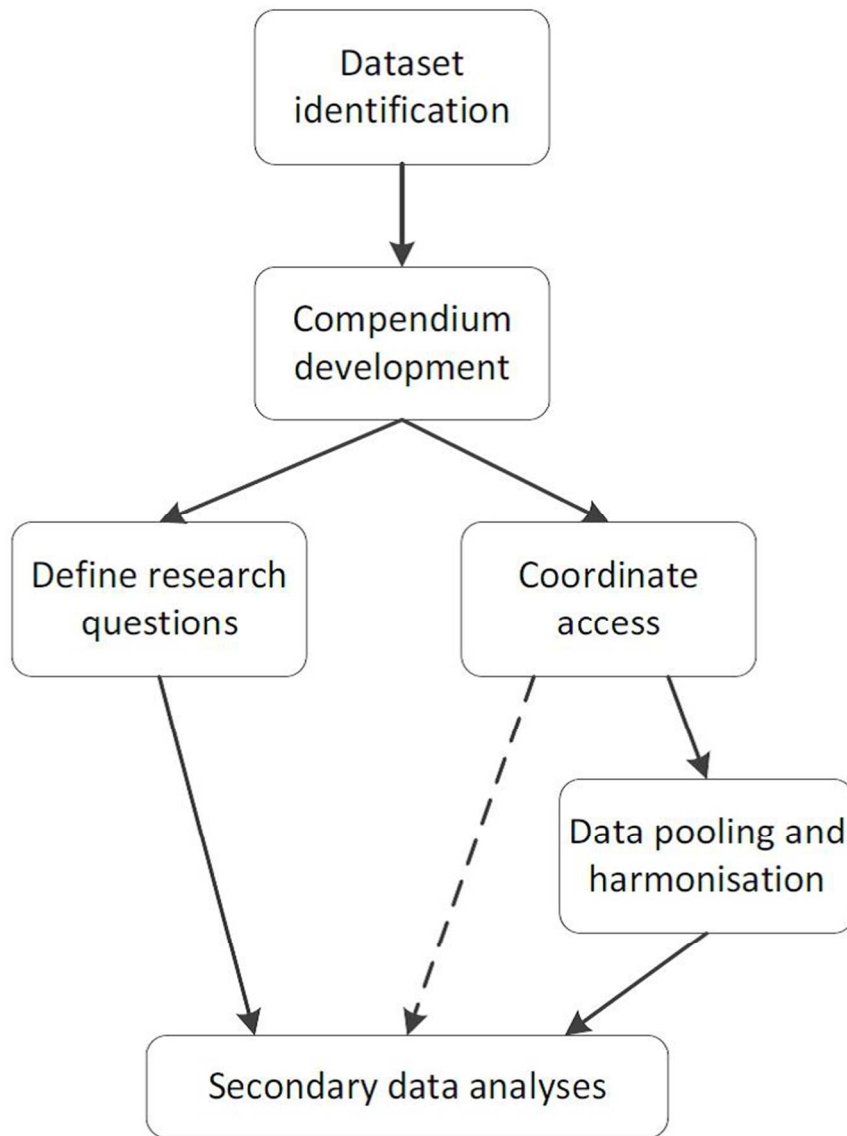 Dataset
identification
Compendium
development
Define research
questions
Coordinate
access
Data pooling and
harmonisation
Secondary data analyses